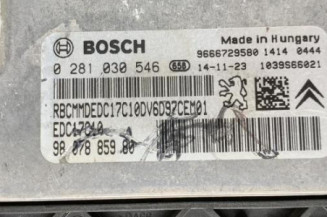 BOSCH
Made in Hungary
9666729580 1414 0444
0 281 030 546 658 14-11-23 1039S66021
RBCMMDEDC17C10DV6D97CEM01
EDC17C10
98 078 859 80